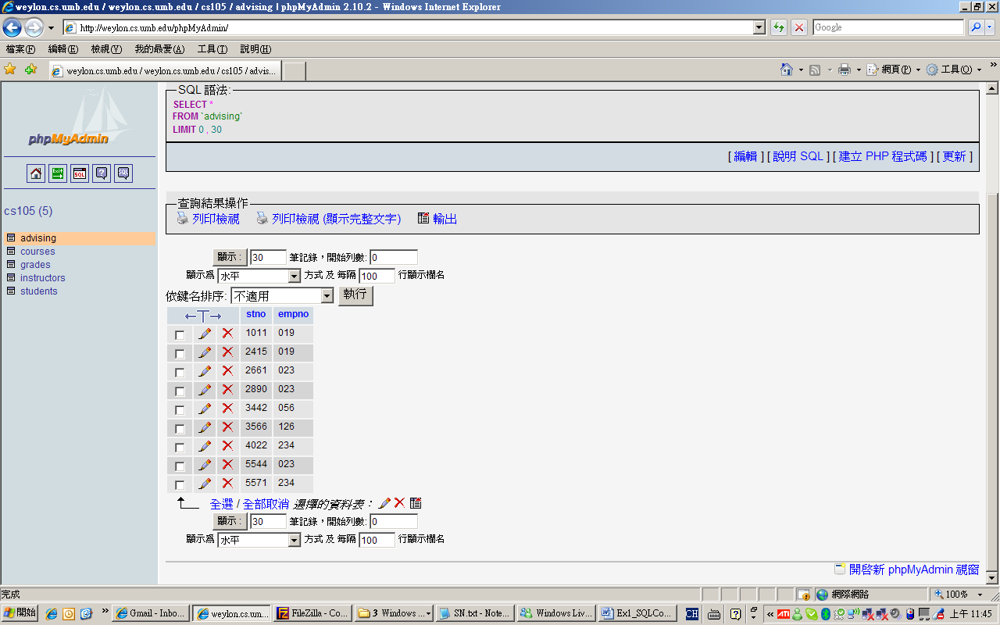 weylon.cs.umb.edu / weylon.cs.umb.edu / cs105 / advising | phpMyAdmin 2.10.2 - Windows Internet Explorer
http://weylon.cs.umb.edu/phpMyAdmin/
Google
檔案(F) 編輯(E) 檢視(V) 我的最愛(A) 工具(T) 說明(H)
weylon.cs.umb.edu / weylon.cs.umb.edu / cs105 / advis...
網頁(P) 工具(O)
phpMyAdmin
SQL
SQL
cs105 (5)
advising
courses
grades
instructors
students
SQL 語法:
SELECT *
FROM `advising`
LIMIT 0 , 30
[ 編輯 ] [ 說明 SQL ] [ 建立 PHP 程式碼 ] [ 更新 ]
查詢結果操作
列印檢視 列印檢視 (顯示完整文字) 輸出
顯示 : 30 筆記錄，開始列數: 0
顯示為 水平 方式 及 每隔 100 行顯示欄名
依鍵名排序: 不適用 執行
←T→ stno empno
1011 019
2415 019
2661 023
2890 023
3442 056
3566 126
4022 234
5544 023
5571 234
全選 / 全部取消 選擇的資料表：
顯示 : 30 筆記錄，開始列數: 0
顯示為 水平 方式 及 每隔 100 行顯示欄名
開啓新 phpMyAdmin 視窗
完成 網際網路 100%
開始 Gmail - Inbo... weylon.cs.um... FileZilla - Co... 3 Windows ... SN.txt - Note... Windows Liv... Ex1_SQLCo... CH ATI 上午 11:45